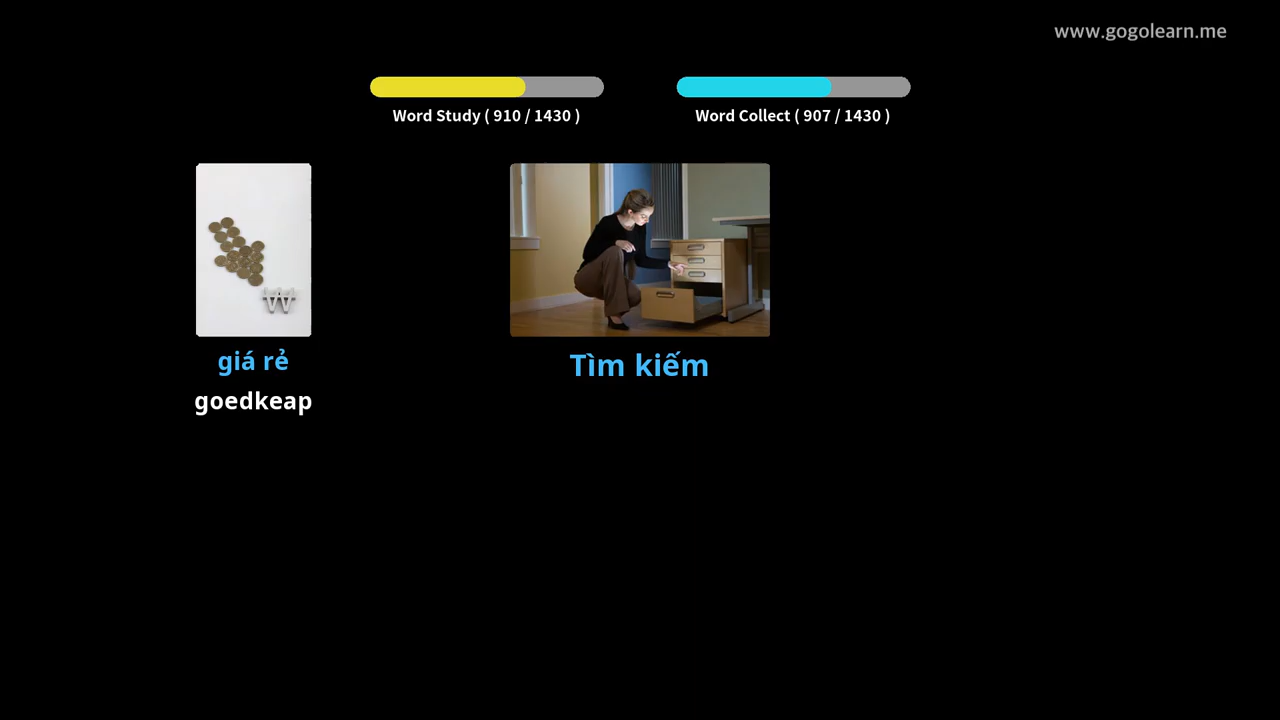 www.gogolearn.me
Word Study ( 910 / 1430 )
Word Collect ( 907 / 1430 )
giá rẻ
goedkeap
Tìm kiếm